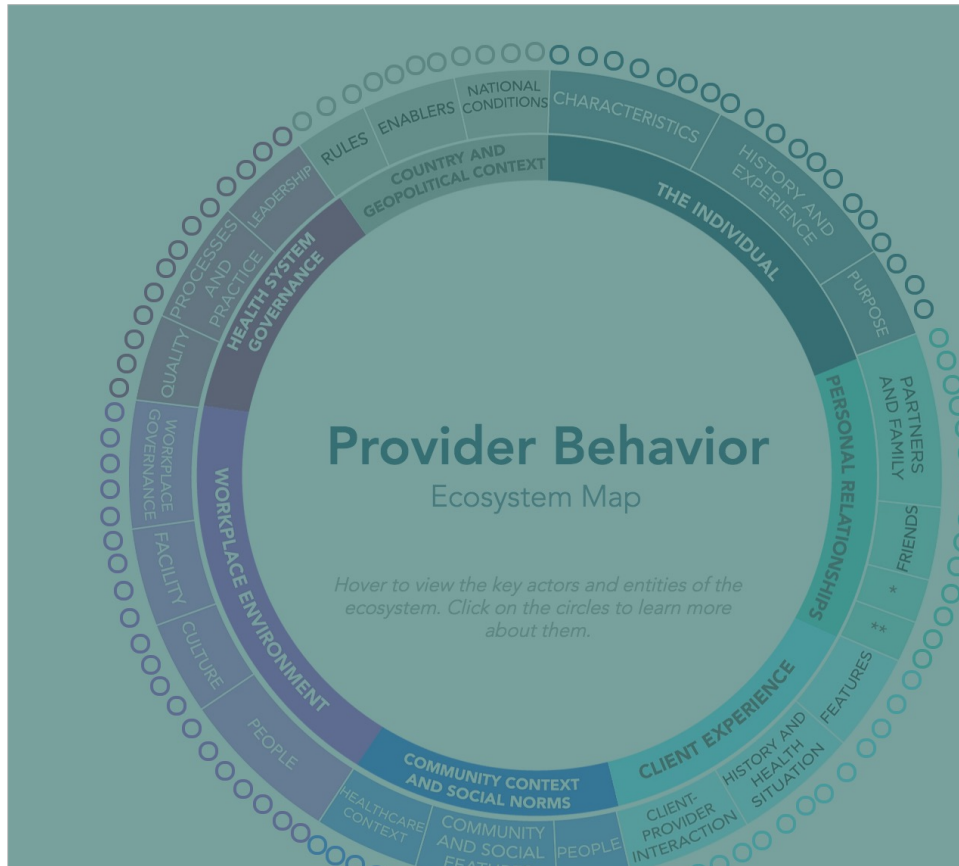 Provider Behavior
Ecosystem Map
Hover to view the key actors and entities of the
ecosystem. Click on the circles to learn more
about them.
THE INDIVIDUAL
CHARACTERISTICS
HISTORY AND
EXPERIENCE
PURPOSE
PERSONAL RELATIONSHIPS
PARTNERS
AND FAMILY
FRIENDS
*
**
CLIENT EXPERIENCE
FEATURES
HISTORY AND
HEALTH
SITUATION
CLIENT-
PROVIDER
INTERACTION
COMMUNITY CONTEXT
AND SOCIAL NORMS
PEOPLE
COMMUNITY
AND SOCIAL
HEALTHCARE
CONTEXT
WORKPLACE ENVIRONMENT
PEOPLE
CULTURE
FACILITY
WORKPLACE
GOVERNANCE
HEALTH SYSTEM
GOVERNANCE
QUALITY
PROCESSES
AND
PRACTICE
LEADERSHIP
COUNTRY AND
GEOPOLITICAL CONTEXT
RULES
ENABLERS
NATIONAL
CONDITIONS